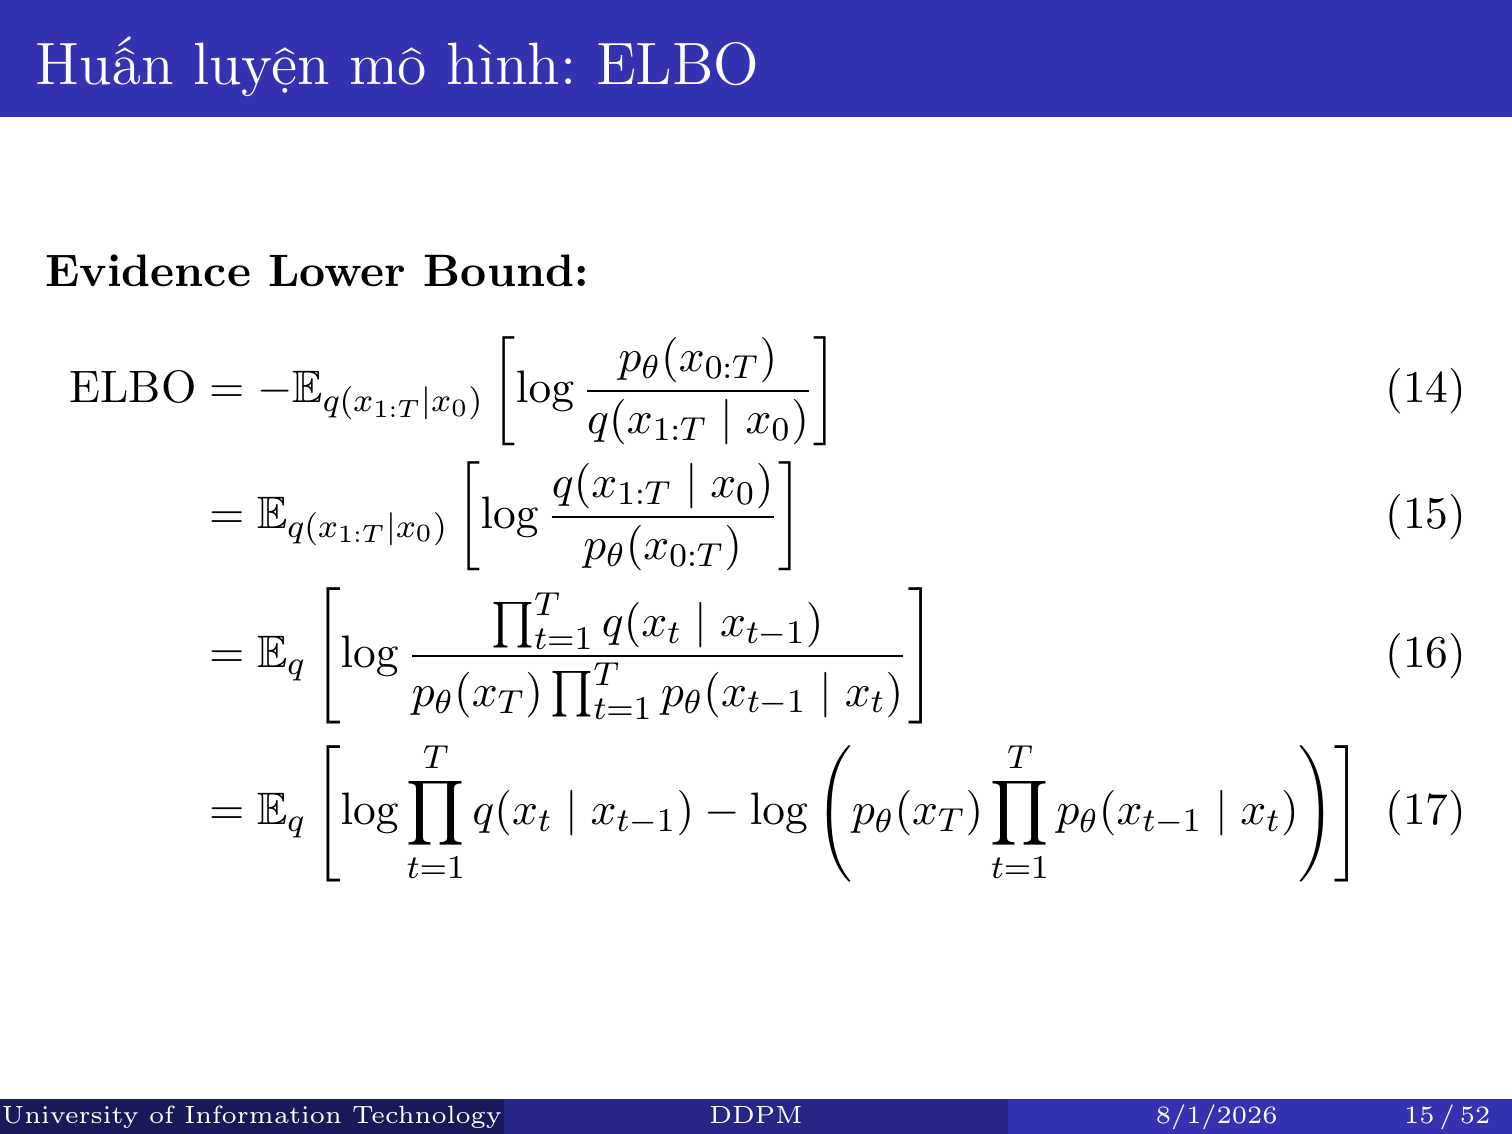 Huấn luyện mô hình: ELBO
Evidence Lower Bound:
ELBO = −𝔼_{q(x_{1:T}|x_0)} [log \frac{p_θ(x_{0:T})}{q(x_{1:T} | x_0)}] (14)
= 𝔼_{q(x_{1:T}|x_0)} [log \frac{q(x_{1:T} | x_0)}{p_θ(x_{0:T})}] (15)
= 𝔼_q [log \frac{∏_{t=1}^{T} q(x_t | x_{t−1})}{p_θ(x_T) ∏_{t=1}^{T} p_θ(x_{t−1} | x_t)}] (16)
= 𝔼_q [log ∏_{t=1}^{T} q(x_t | x_{t−1}) − log (p_θ(x_T) ∏_{t=1}^{T} p_θ(x_{t−1} | x_t))] (17)
University of Information Technology DDPM 8/1/2026 15 / 52